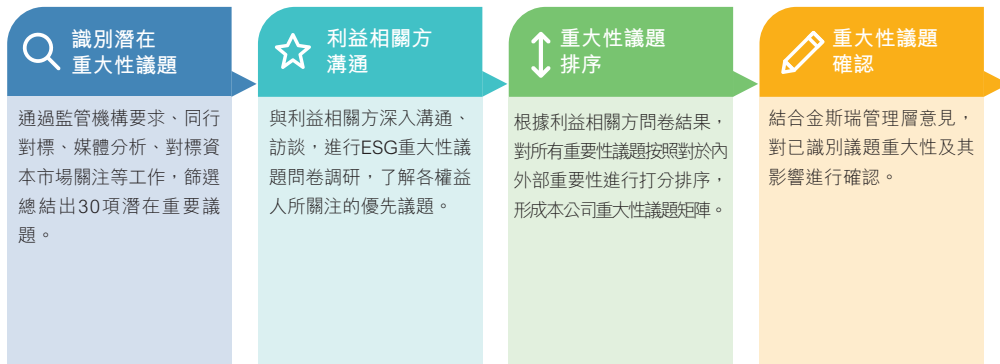 識別潛在
重大性議題
通過監管機構要求、同行
對標、媒體分析、對標資
本市場關注等工作，篩選
總結出30項潛在重要議
題。
利益相關方
溝通
與利益相關方深入溝通、
訪談，進行ESG重大性議
題問卷調研，了解各權益
人所關注的優先議題。
重大性議題
排序
根據利益相關方問卷結果，
對所有重要性議題按照對於內
外部重要性進行打分排序，
形成本公司重大性議題矩陣。
重大性議題
確認
結合金斯瑞管理層意見，
對已識別議題重大性及其
影響進行確認。